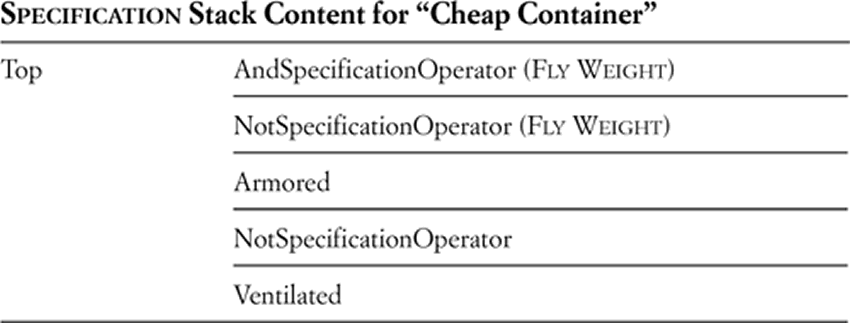 SPECIFICATION Stack Content for “Cheap Container”
Top AndSpecificationOperator (FLY WEIGHT)
NotSpecificationOperator (FLY WEIGHT)
Armored
NotSpecificationOperator
Ventilated